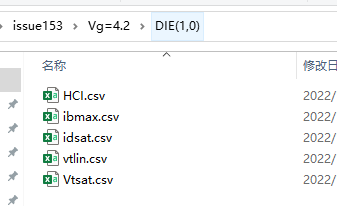 issue153 > Vg=4.2 > DIE(1,0)
名称 修改日
HCI.csv 2022/
ibmax.csv 2022/
idsat.csv 2022/
vtlin.csv 2022/
Vtsat.csv 2022/